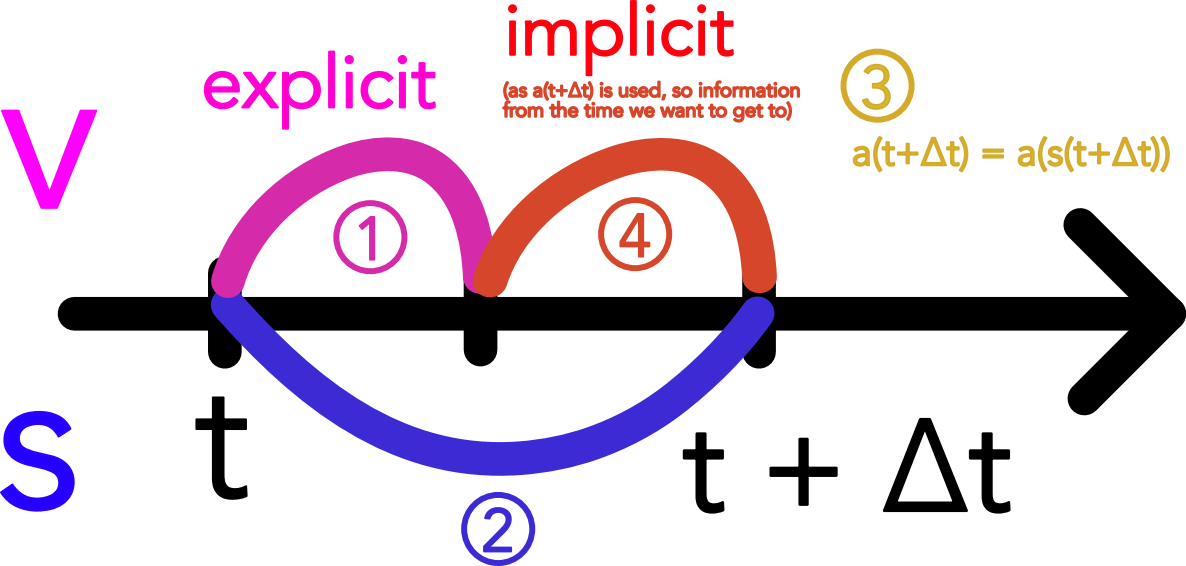 implicit
explicit
(as a(t+Δt) is used, so information
from the time we want to get to)
③
a(t+Δt) = a(s(t+Δt))
v
①
④
s
t
t + Δt
②